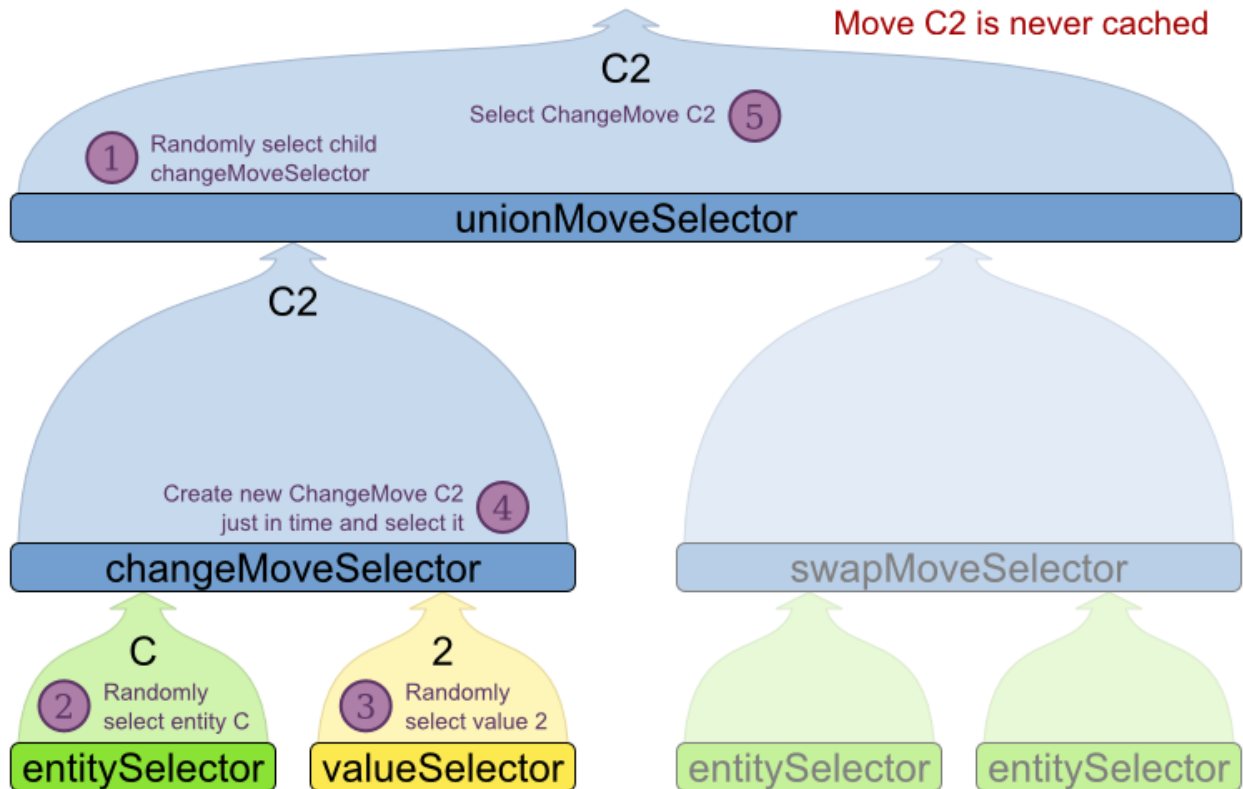 Move C2 is never cached
C2
Select ChangeMove C2 5
1 Randomly select child
changeMoveSelector
unionMoveSelector
C2
Create new ChangeMove C2
just in time and select it
4
changeMoveSelector
swapMoveSelector
C
2
2 Randomly
select entity C
3 Randomly
select value 2
entitySelector
valueSelector
entitySelector
entitySelector